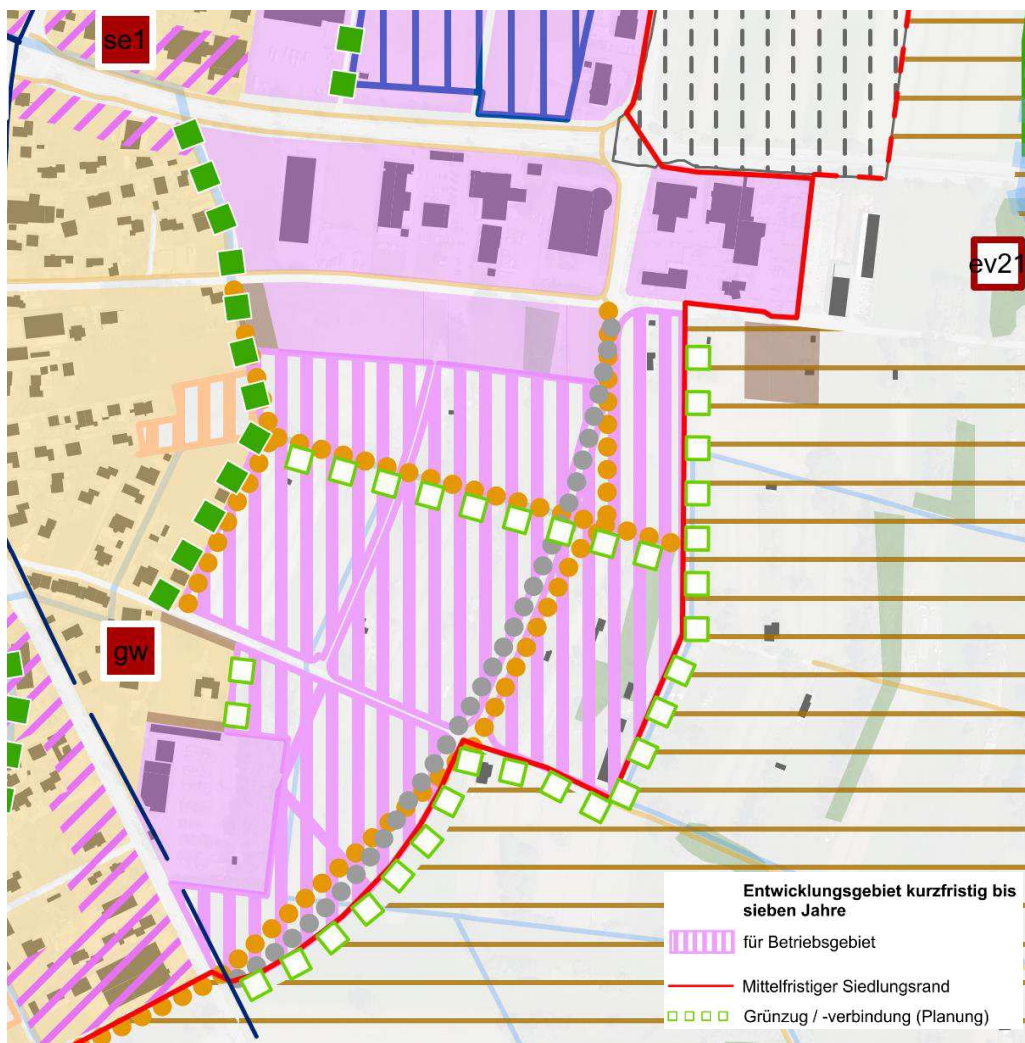 se1
ev21
gw
Entwicklungsgebiet kurzfristig bis
sieben Jahre
für Betriebsgebiet
Mittelfristiger Siedlungsrand
Grünzug / -verbindung (Planung)